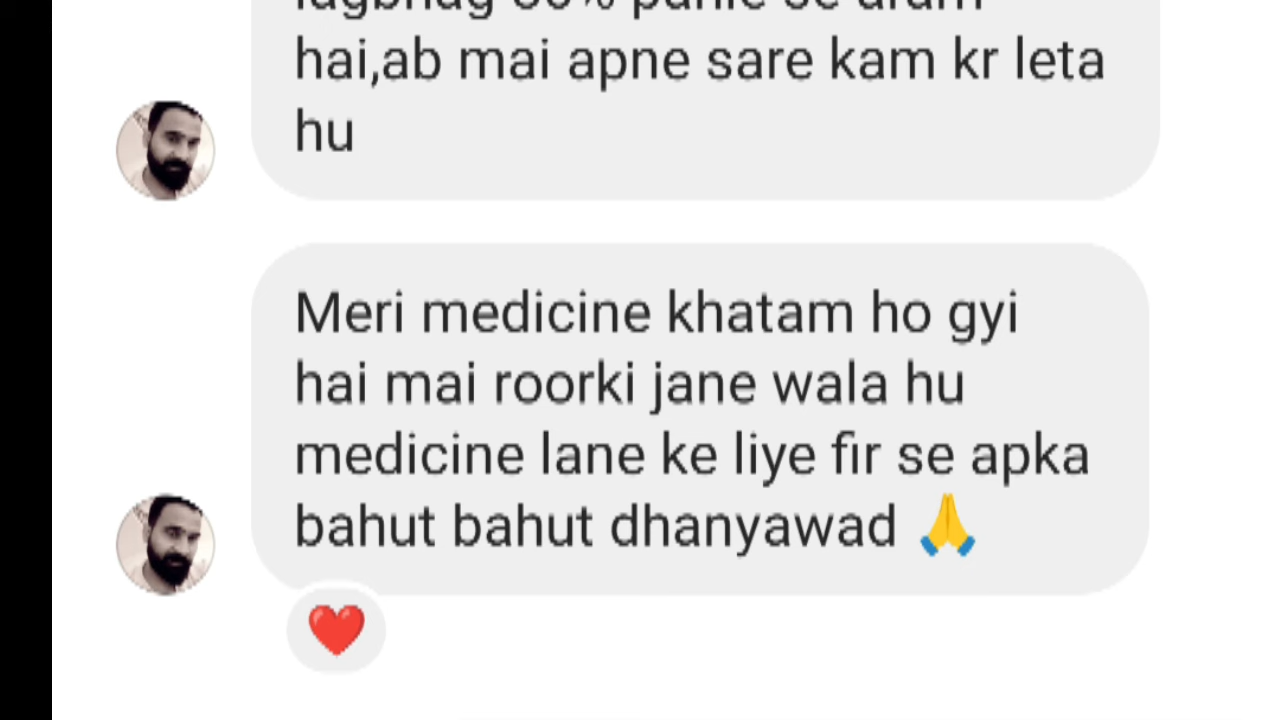 hai,ab mai apne sare kam kr leta
hu
Meri medicine khatam ho gyi
hai mai roorki jane wala hu
medicine lane ke liye fir se apka
bahut bahut dhanyawad 🙏